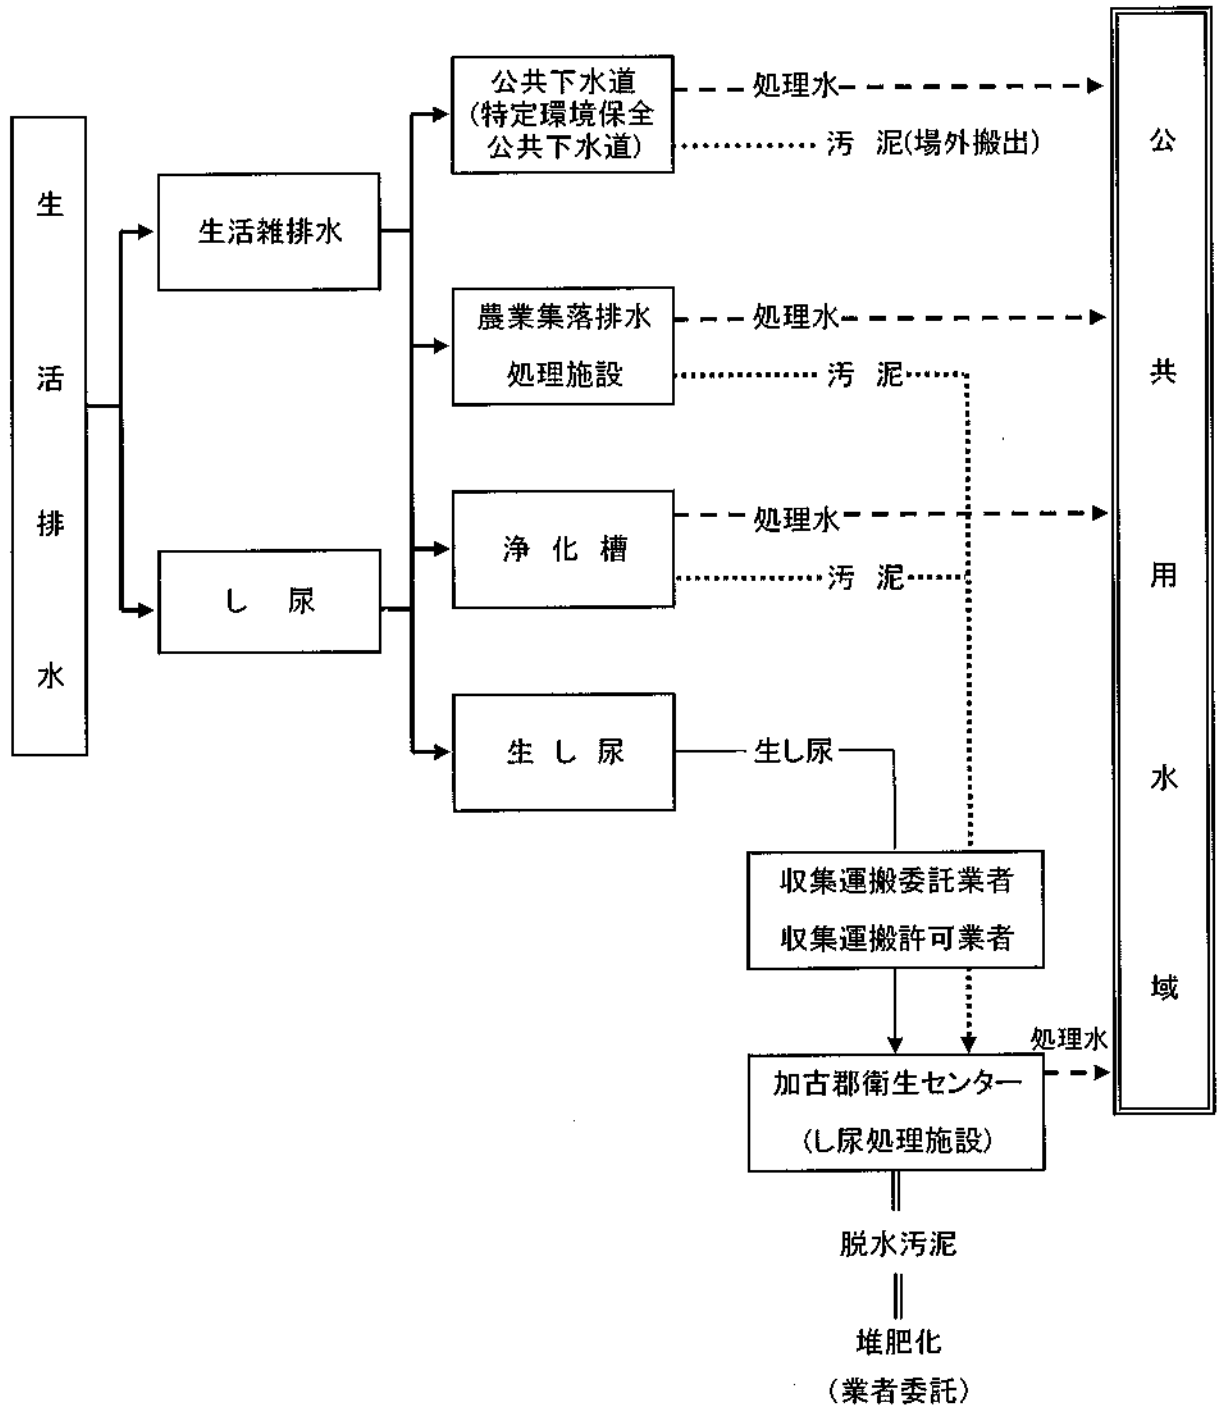 生活排水
生活雑排水
し尿
公共下水道
(特定環境保全
公共下水道)
処理水
汚泥(場外搬出)
農業集落排水
処理施設
処理水
汚泥
浄化槽
処理水
汚泥
生し尿
生し尿
収集運搬委託業者
収集運搬許可業者
加古郡衛生センター
(し尿処理施設)
処理水
脱水汚泥
堆肥化
(業者委託)
公共用水域